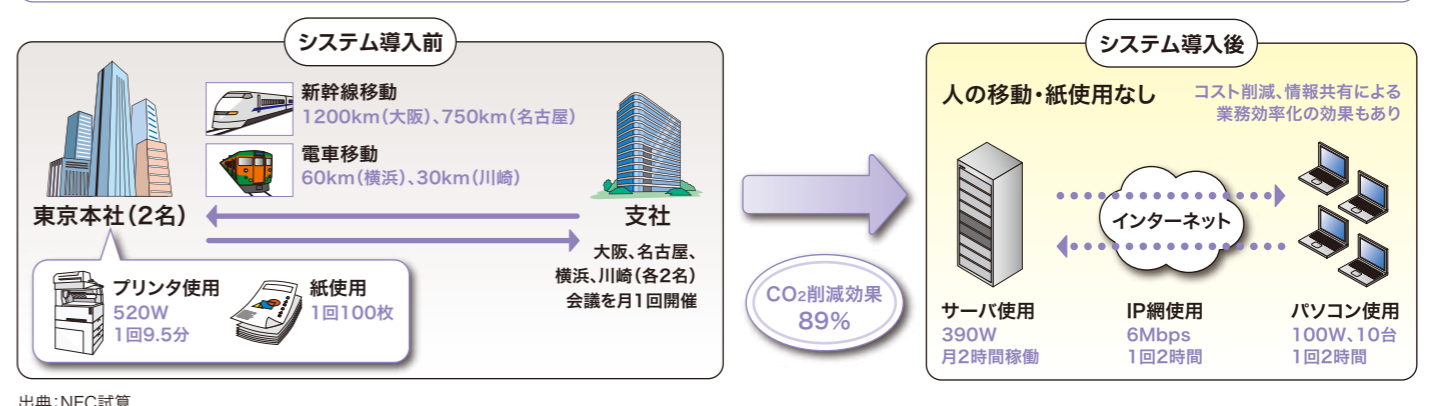 システム導入前
新幹線移動
1200km（大阪）、750km（名古屋）
電車移動
60km（横浜）、30km（川崎）
東京本社（2名）
支社
大阪、名古屋、
横浜、川崎（各2名）
会議を月1回開催
プリンタ使用
520W
1回9.5分
紙使用
1回100枚
CO2削減効果
89%
システム導入後
人の移動・紙使用なし
コスト削減、情報共有による
業務効率化の効果もあり
インターネット
サーバ使用
390W
月2時間稼働
IP網使用
6Mbps
1回2時間
パソコン使用
100W、10台
1回2時間
出典：NEC試算